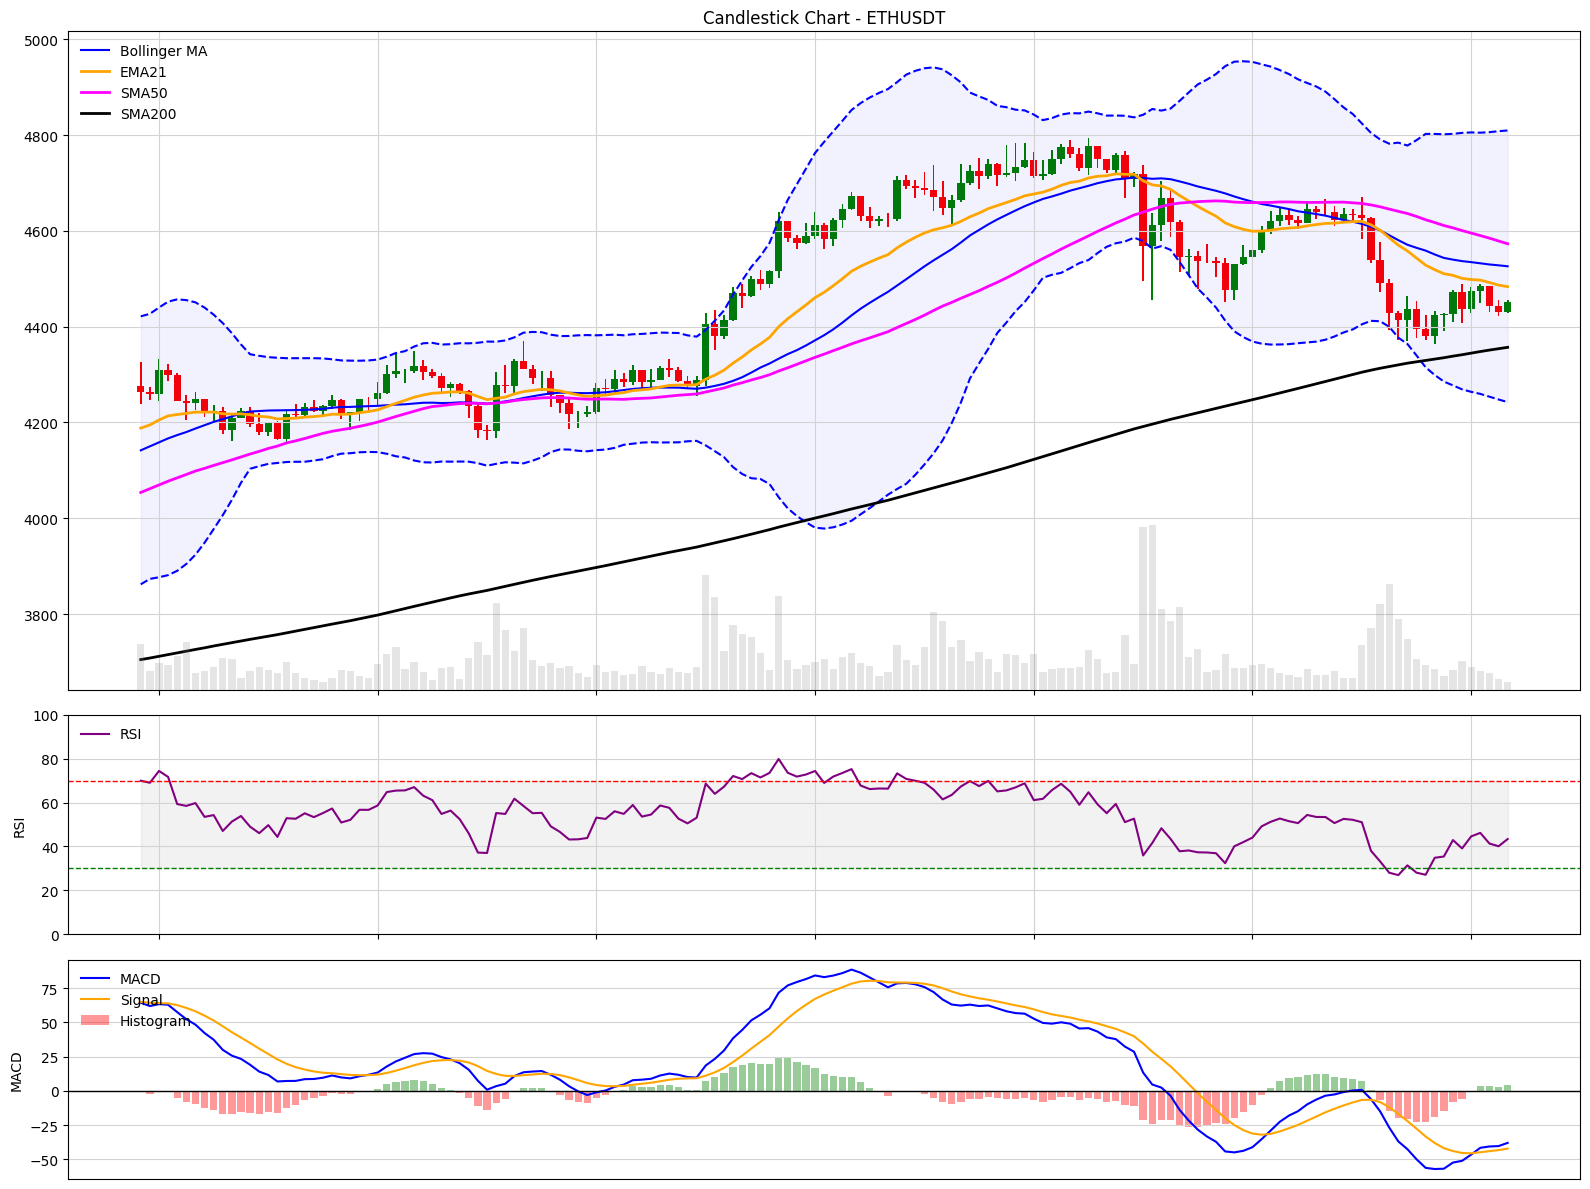 Candlestick Chart - ETHUSDT
5000
4800
4600
4400
4200
4000
3800
Bollinger MA
EMA21
SMA50
SMA200
RSI
100
80
60
40
20
0
RSI
MACD
75
50
25
0
−25
−50
MACD
Signal
Histogram